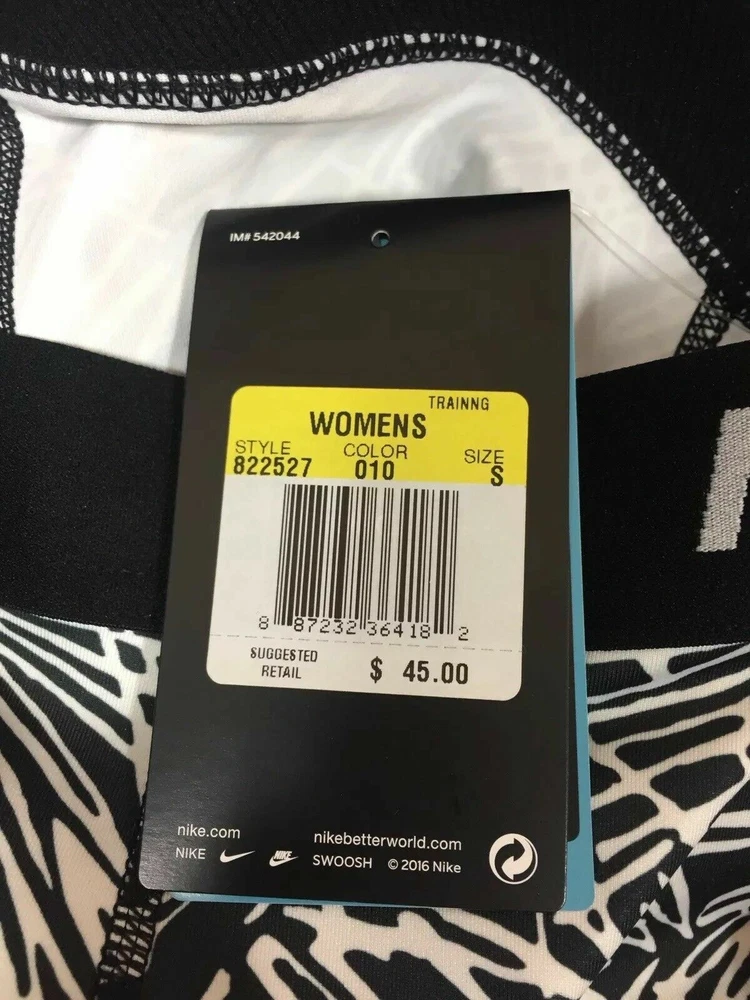 IM# 542044
TRAINNG
WOMENS
STYLE COLOR SIZE
822527 010 S
8 87232 36418 2
SUGGESTED
RETAIL
$ 45.00
nike.com nikebetterworld.com
NIKE NIKE SWOOSH © 2016 Nike